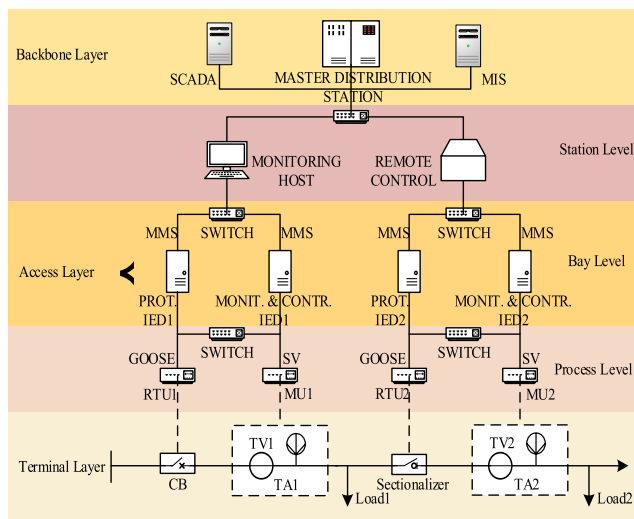 Backbone Layer
SCADA
MASTER DISTRIBUTION
STATION
MIS
Station Level
MONITORING
HOST
REMOTE
CONTROL
MMS
SWITCH
MMS
MMS
SWITCH
MMS
Access Layer
Bay Level
PROT.
IED1
MONIT. & CONTR.
IED1
PROT.
IED2
MONIT. & CONTR.
IED2
SWITCH
SWITCH
GOOSE
SV
GOOSE
SV
Process Level
RTU1
MU1
RTU2
MU2
Terminal Layer
CB
TV1
TA1
Load1
Sectionalizer
TV2
TA2
Load2